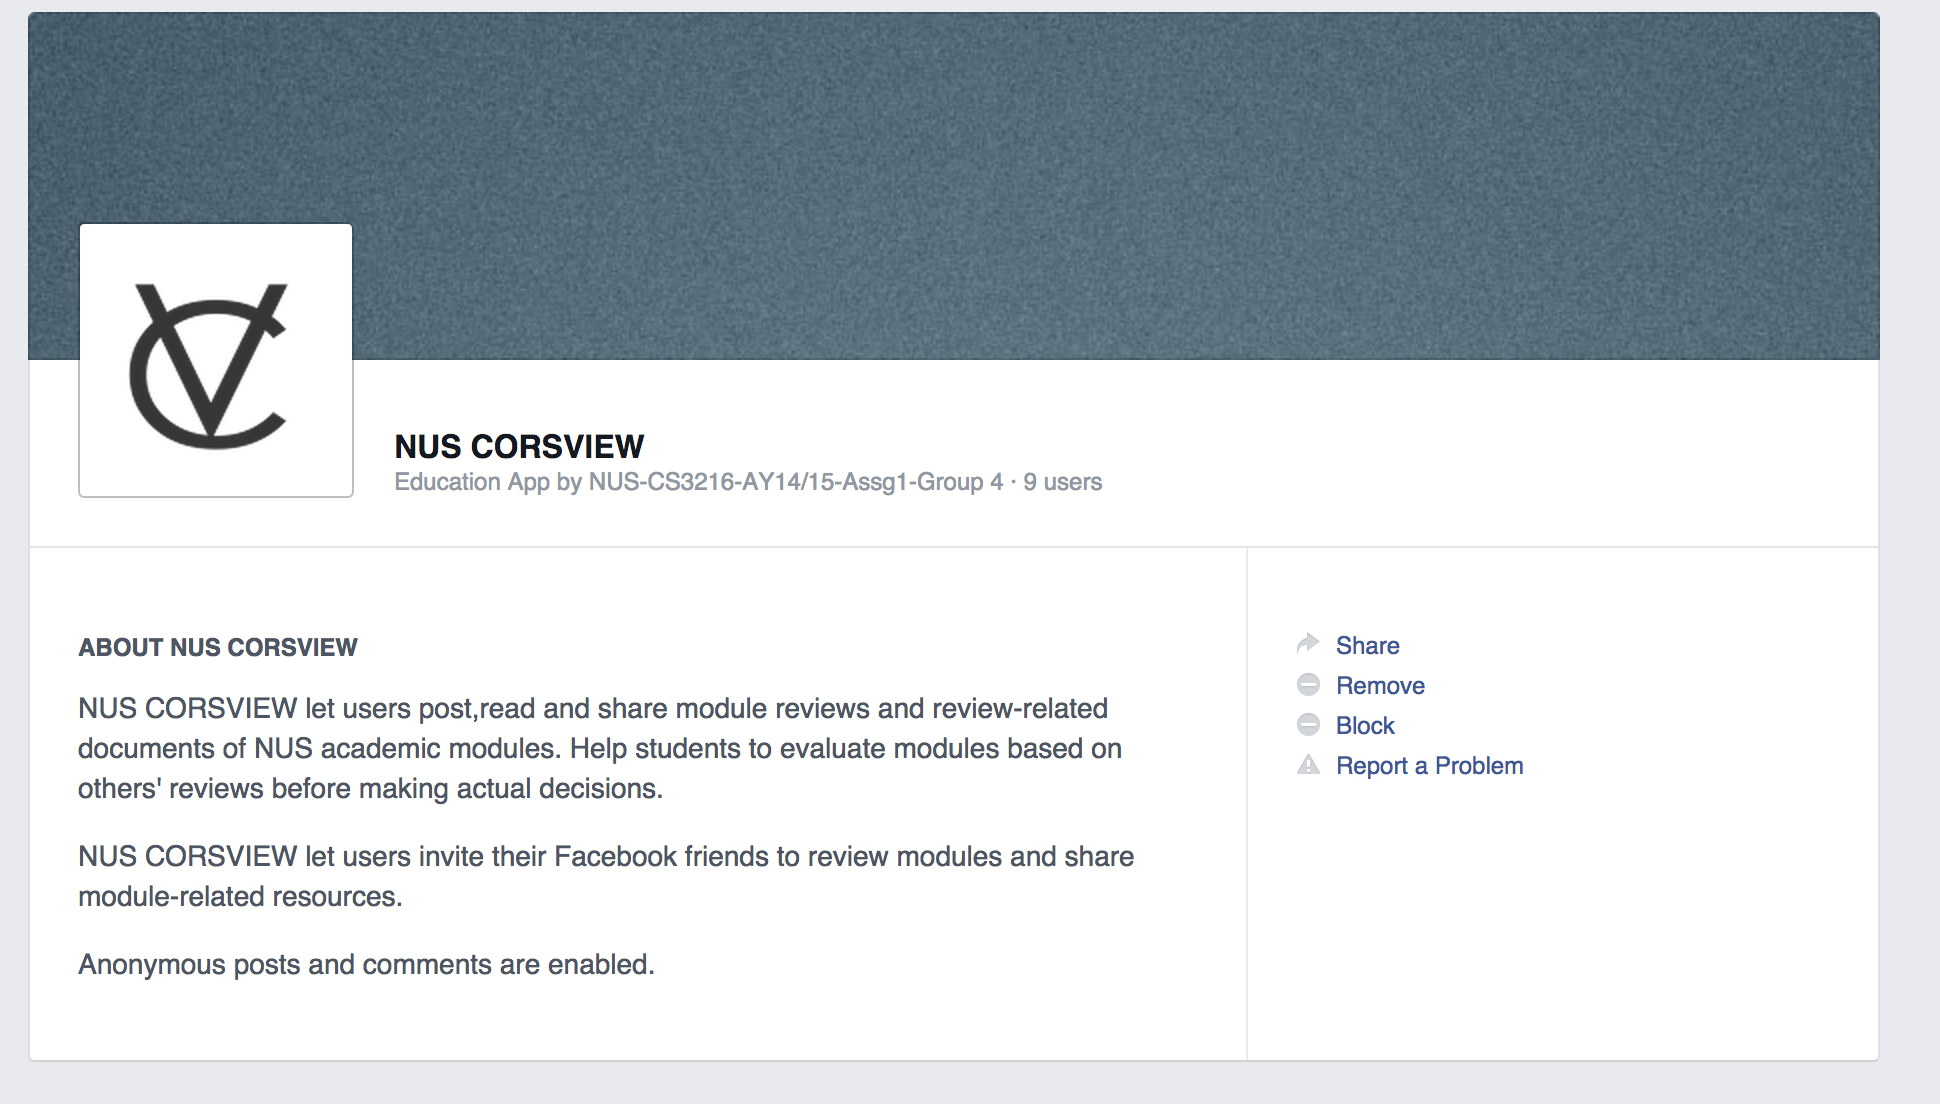 NUS CORSVIEW
Education App by NUS-CS3216-AY14/15-Assg1-Group 4 · 9 users
ABOUT NUS CORSVIEW
NUS CORSVIEW let users post,read and share module reviews and review-related
documents of NUS academic modules. Help students to evaluate modules based on
others' reviews before making actual decisions.
NUS CORSVIEW let users invite their Facebook friends to review modules and share
module-related resources.
Anonymous posts and comments are enabled.
Share
Remove
Block
Report a Problem